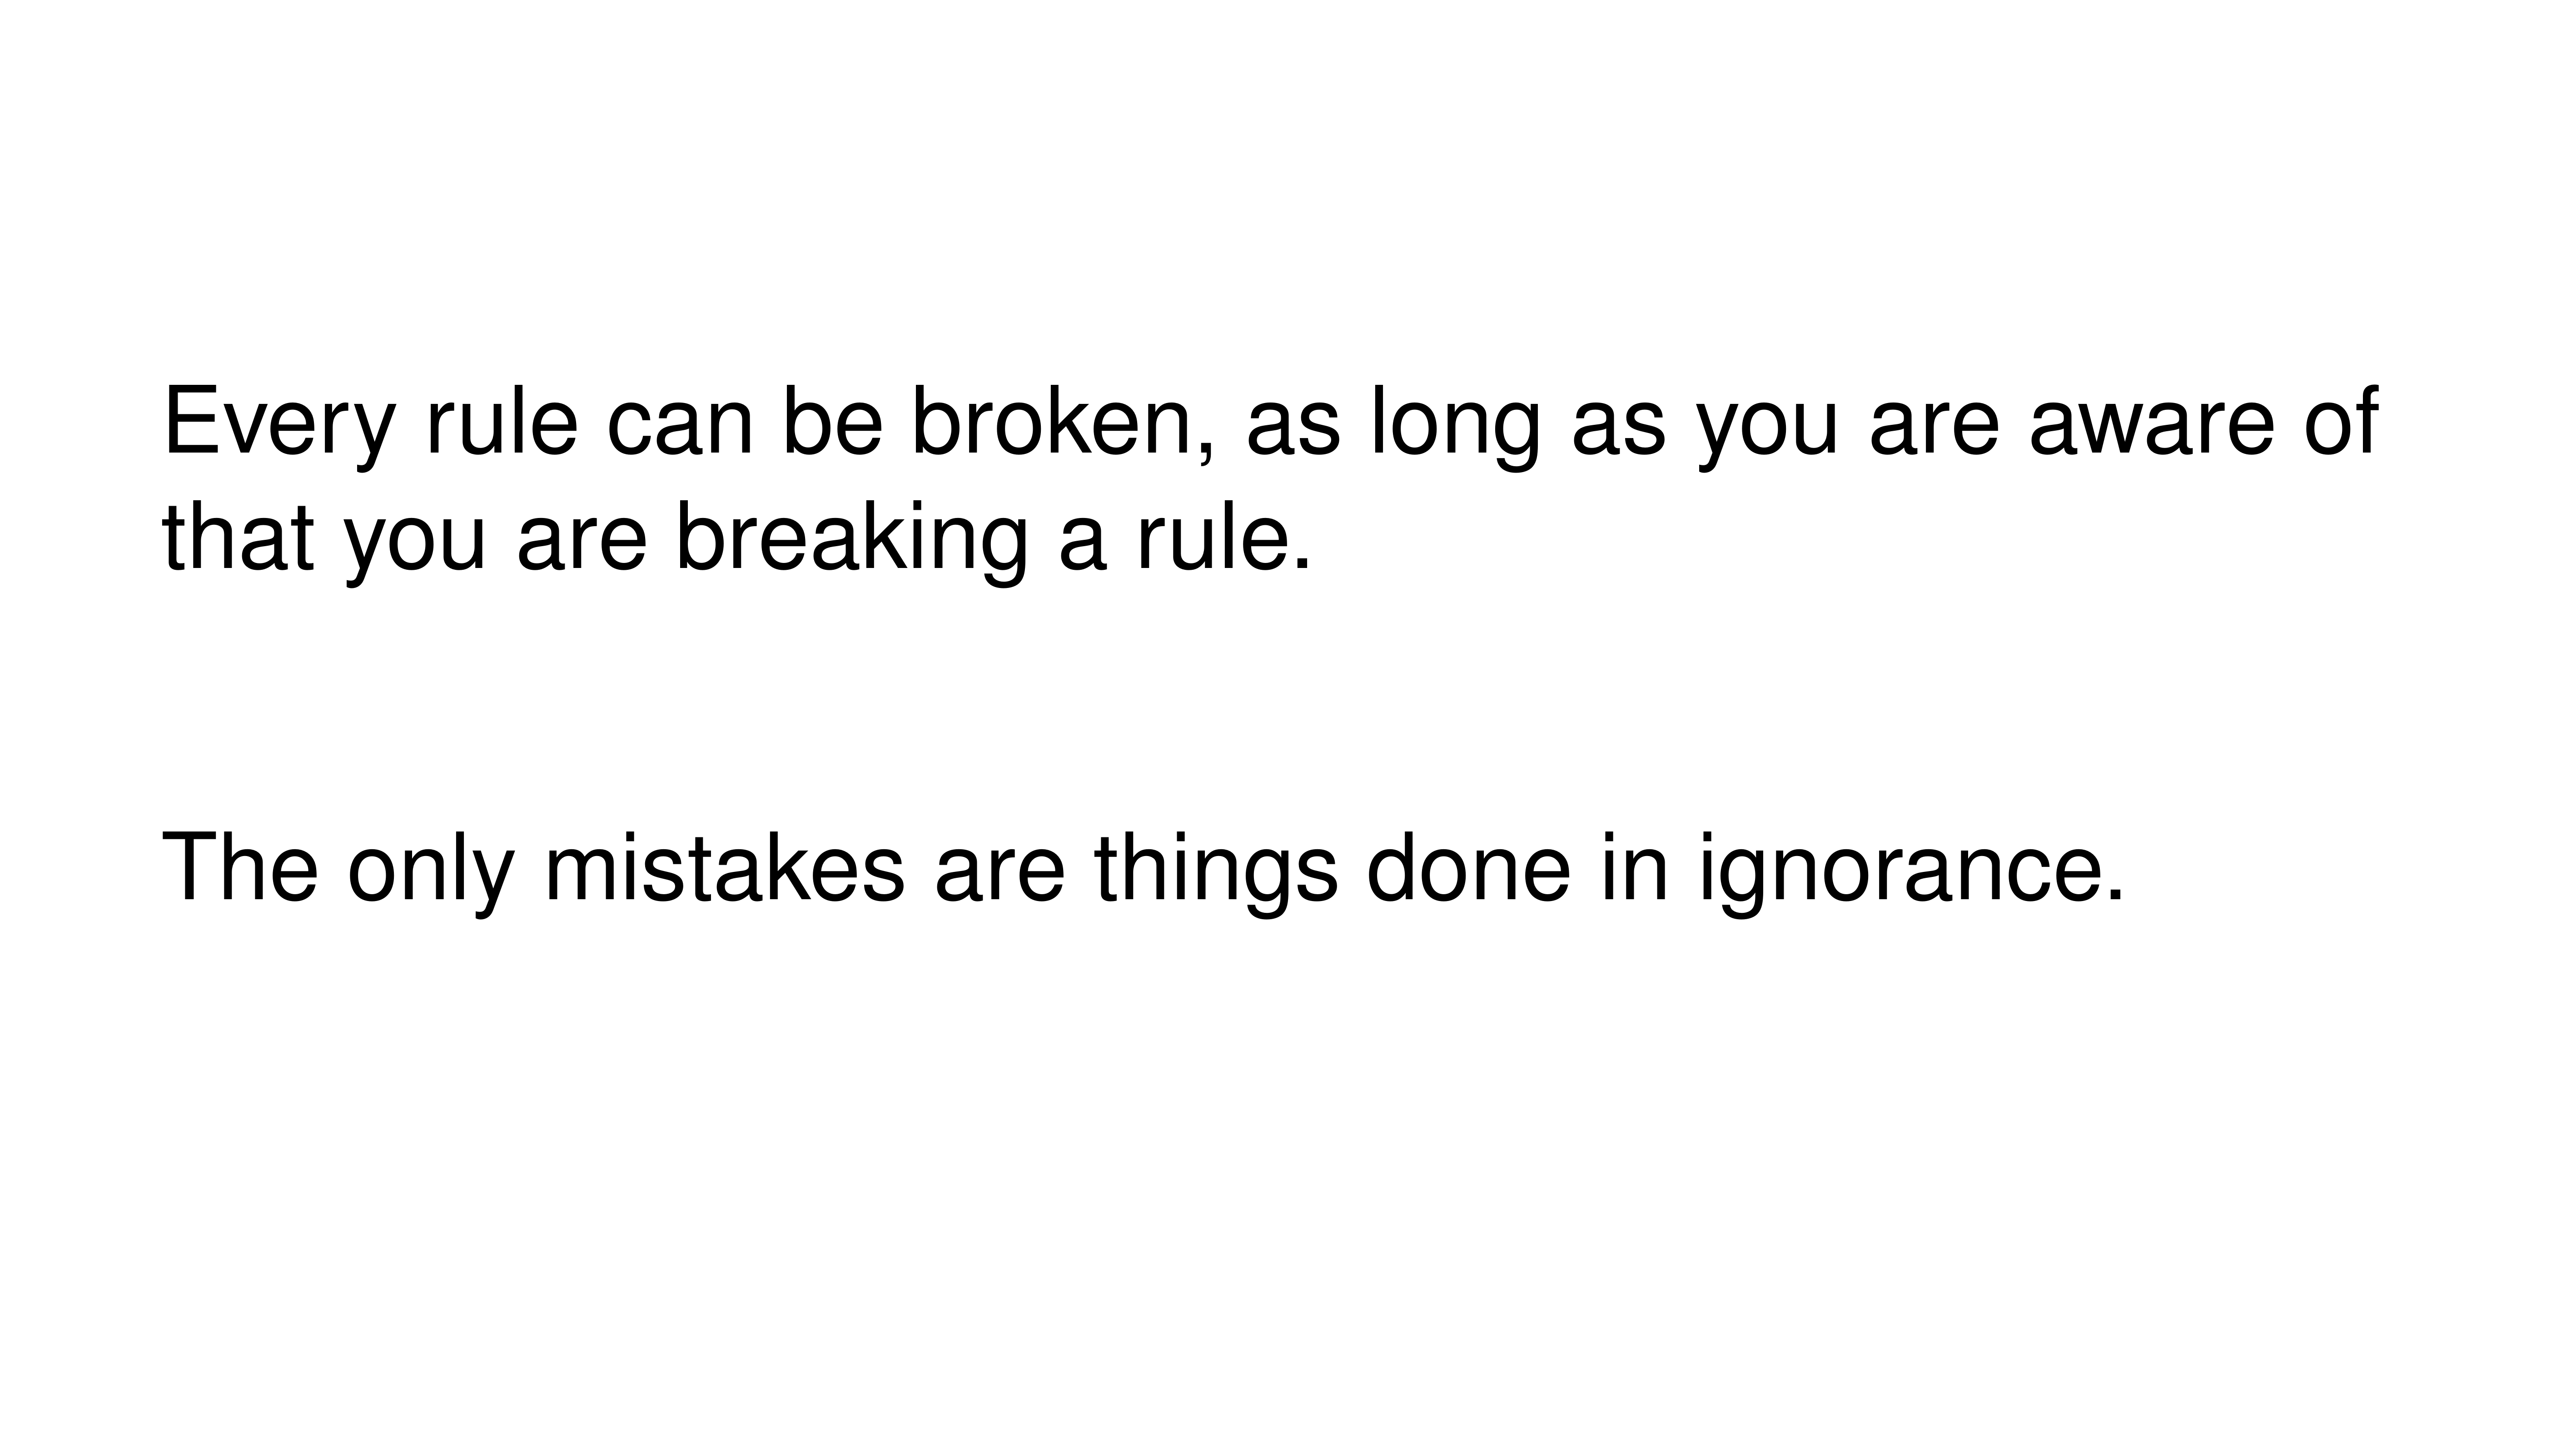 Every rule can be broken, as long as you are aware of
that you are breaking a rule.
The only mistakes are things done in ignorance.